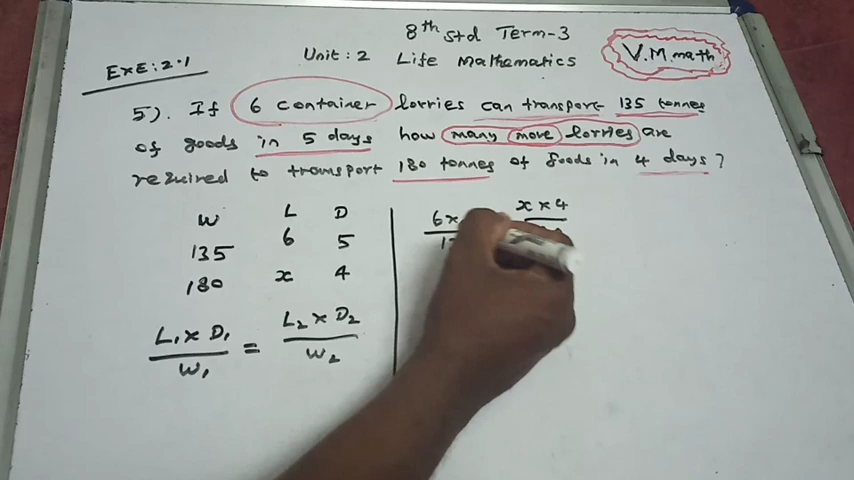 8th Std Term-3
Unit : 2 Life Mathematics
V.M.math
EXE:2.1
5). If 6 container lorries can transport 135 tonnes
of goods in 5 days how many more lorries are
required to transport 180 tonnes of goods in 4 days ?
W L D
135 6 5
180 x 4
L₁ x D₁ / W₁ = L₂ x D₂ / W₂
6x
x x 4